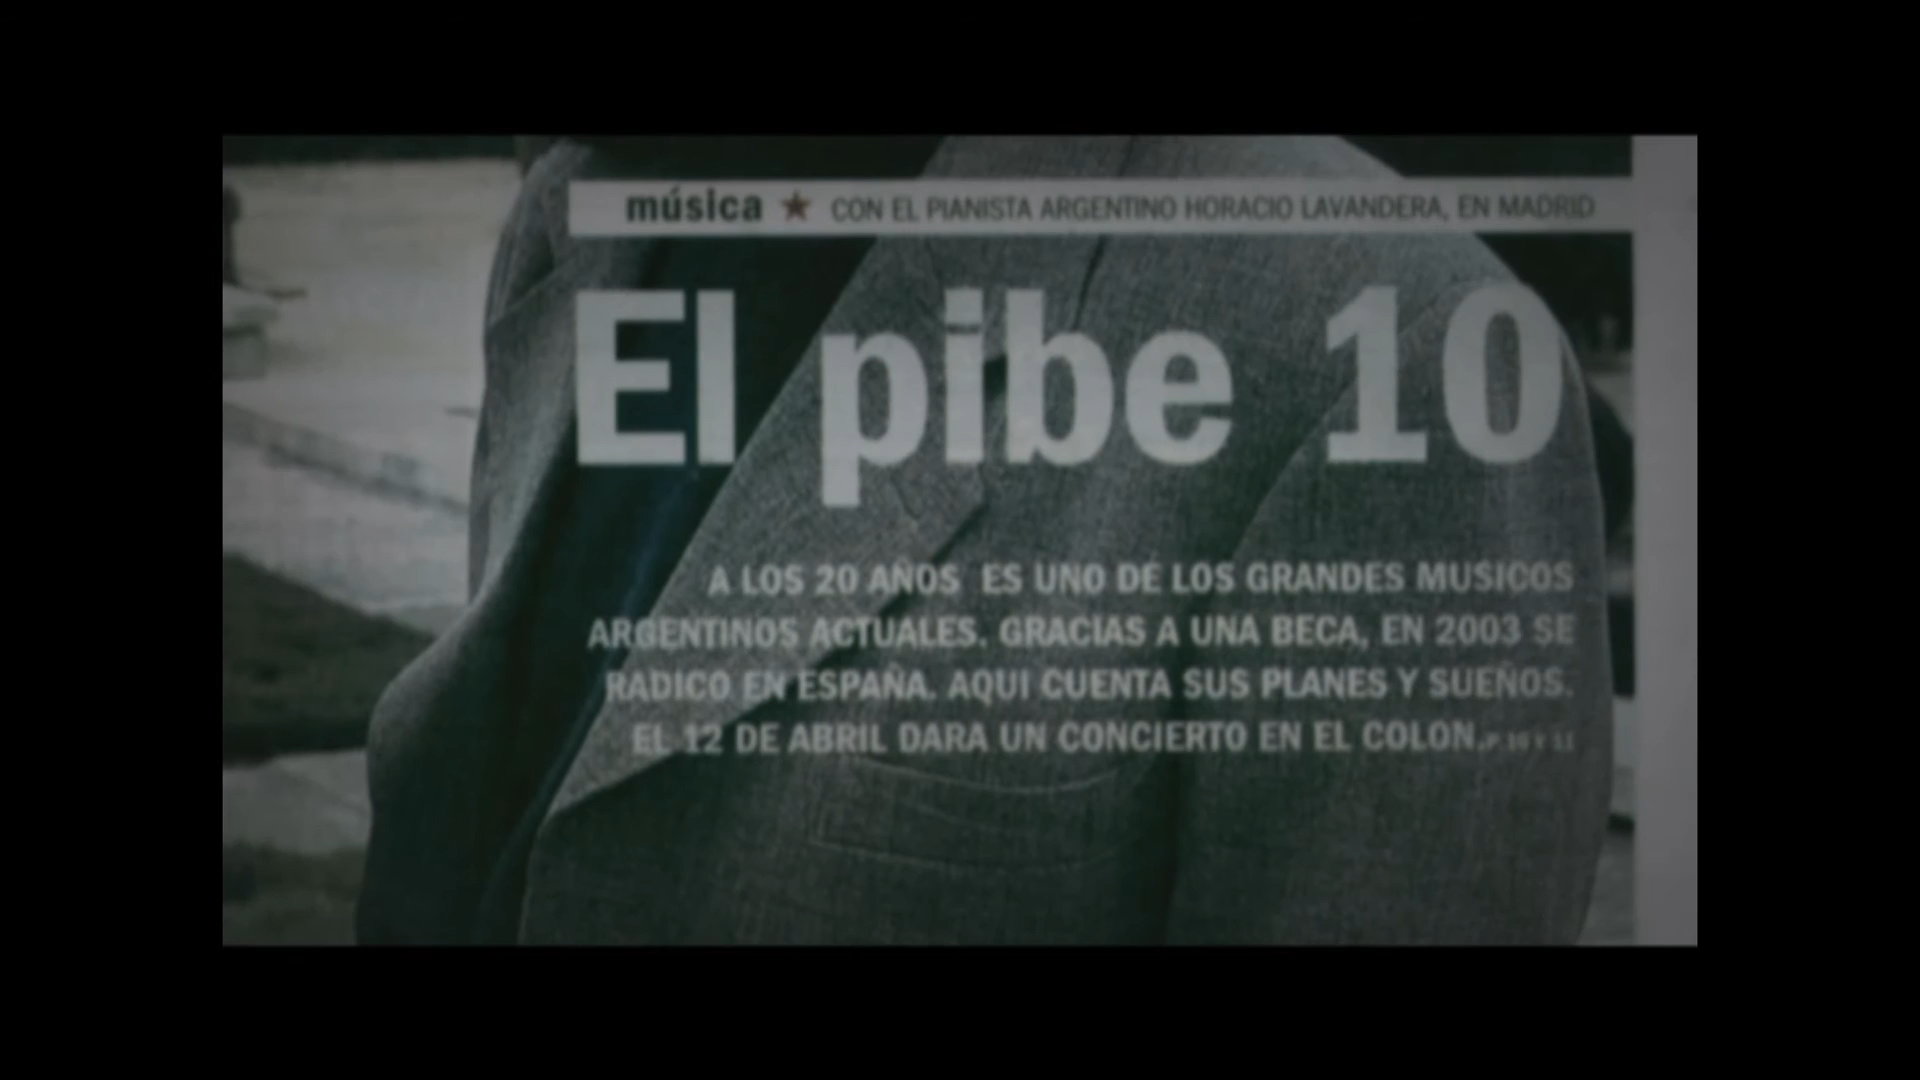 música ★ CON EL PIANISTA ARGENTINO HORACIO LAVANDERA, EN MADRID
El pibe 10
A LOS 20 AÑOS ES UNO DE LOS GRANDES MUSICOS
ARGENTINOS ACTUALES. GRACIAS A UNA BECA, EN 2003 SE
RADICO EN ESPAÑA. AQUI CUENTA SUS PLANES Y SUEÑOS.
EL 12 DE ABRIL DARA UN CONCIERTO EN EL COLON.